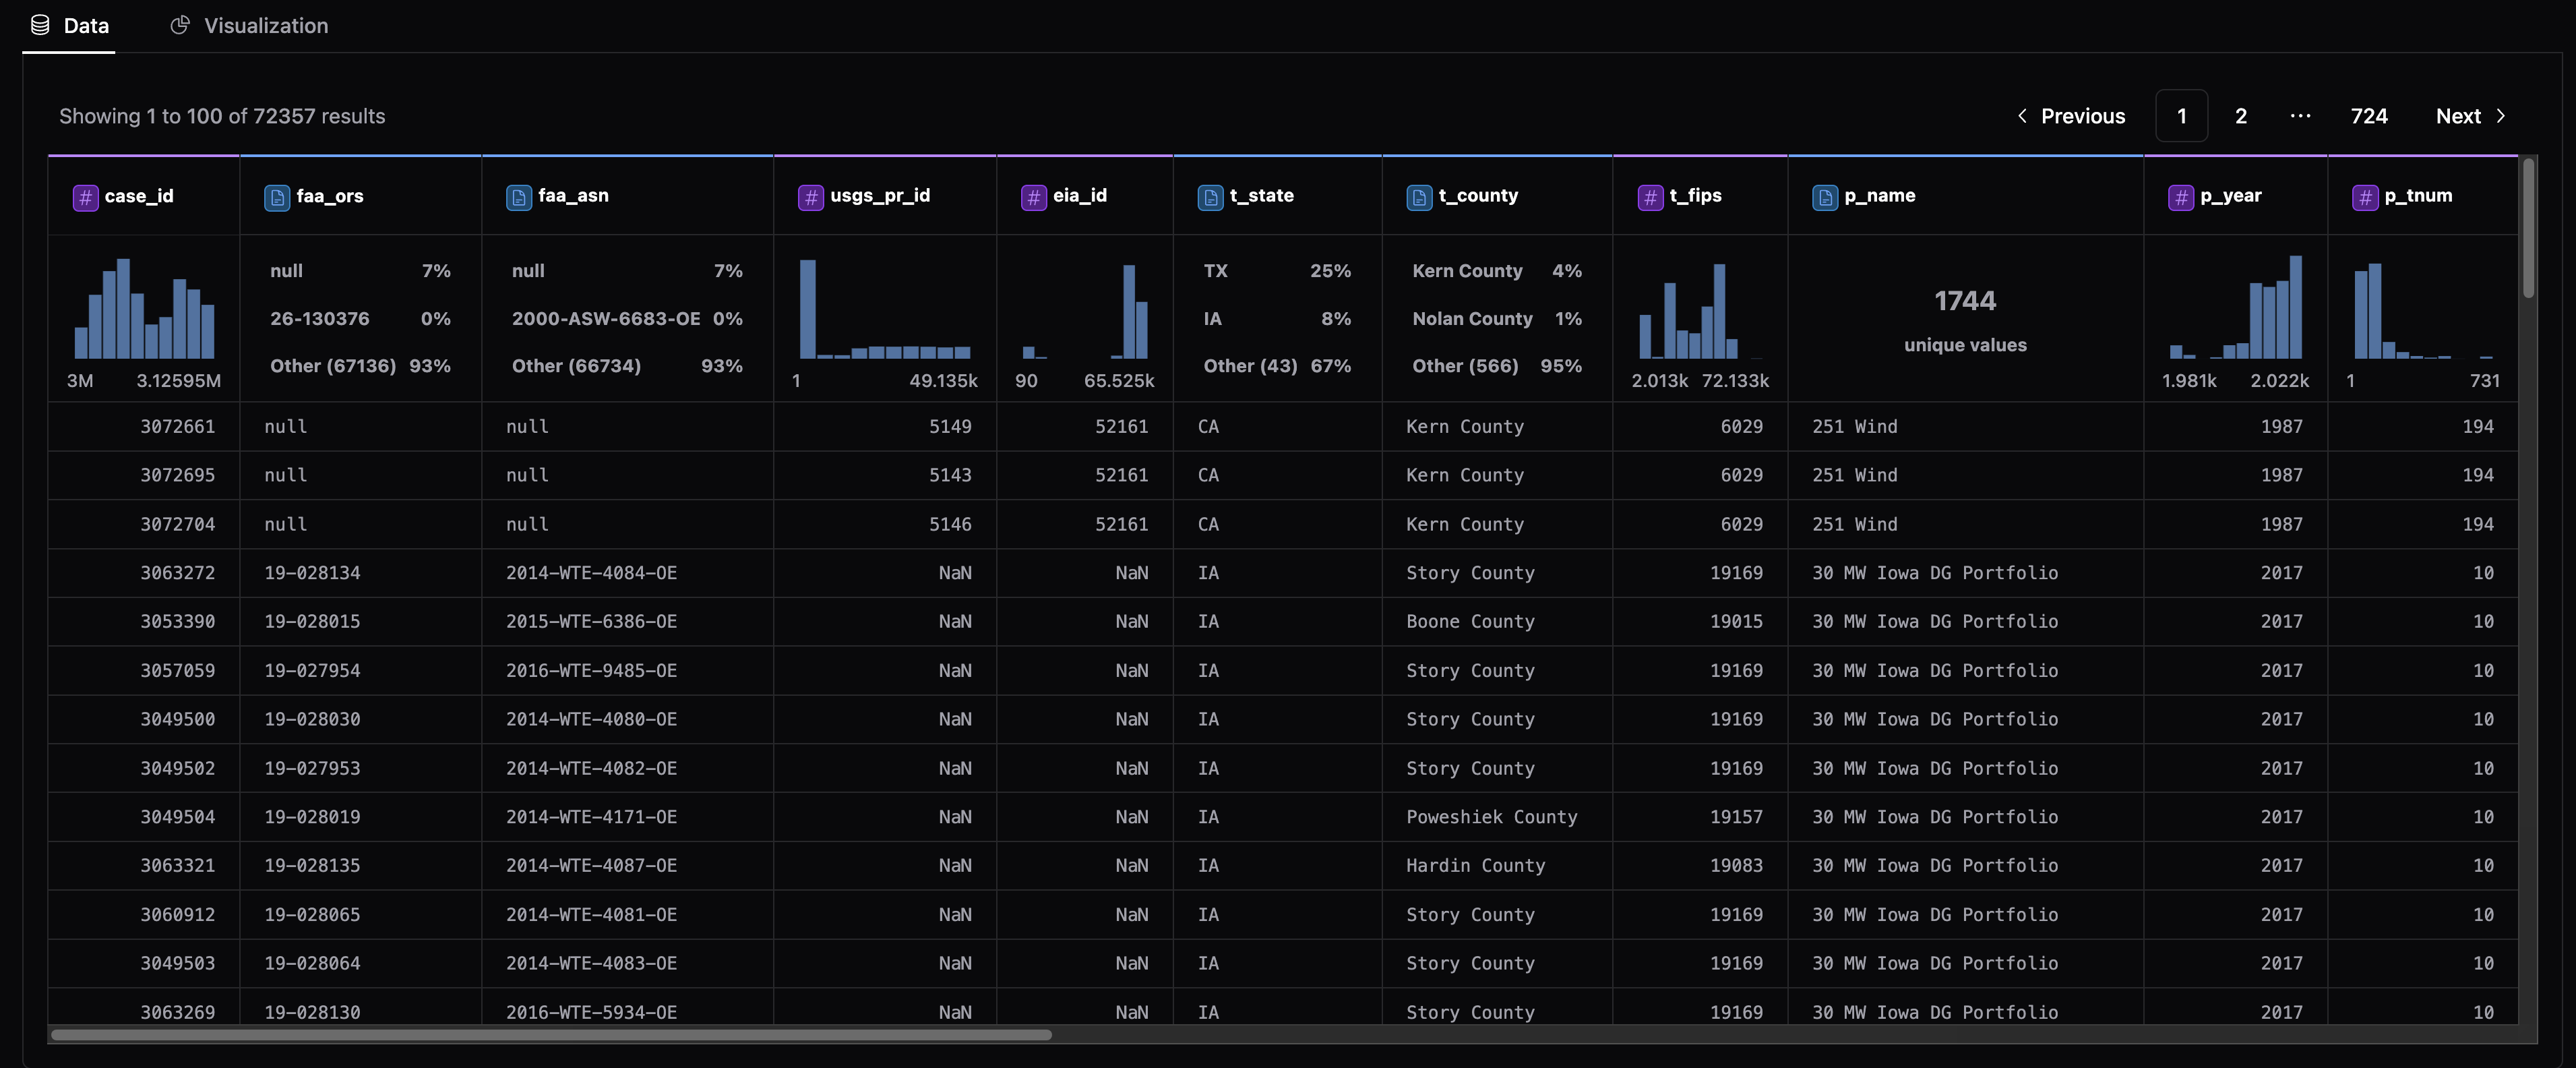 Data Visualization
Showing 1 to 100 of 72357 results < Previous 1 2 ... 724 Next >
# case_id faa_ors faa_asn # usgs_pr_id # eia_id t_state t_county # t_fips p_name # p_year # p_tnum
null 7% null 7% TX 25% Kern County 4% 1744
26-130376 0% 2000-ASW-6683-OE 0% IA 8% Nolan County 1% unique values
Other (67136) 93% Other (66734) 93% Other (43) 67% Other (566) 95%
3M 3.12595M 1 49.135k 90 65.525k 2.013k 72.133k 1.981k 2.022k 1 731
3072661 null null 5149 52161 CA Kern County 6029 251 Wind 1987 194
3072695 null null 5143 52161 CA Kern County 6029 251 Wind 1987 194
3072704 null null 5146 52161 CA Kern County 6029 251 Wind 1987 194
3063272 19-028134 2014-WTE-4084-OE NaN NaN IA Story County 19169 30 MW Iowa DG Portfolio 2017 10
3053390 19-028015 2015-WTE-6386-OE NaN NaN IA Boone County 19015 30 MW Iowa DG Portfolio 2017 10
3057059 19-027954 2016-WTE-9485-OE NaN NaN IA Story County 19169 30 MW Iowa DG Portfolio 2017 10
3049500 19-028030 2014-WTE-4080-OE NaN NaN IA Story County 19169 30 MW Iowa DG Portfolio 2017 10
3049502 19-027953 2014-WTE-4082-OE NaN NaN IA Story County 19169 30 MW Iowa DG Portfolio 2017 10
3049504 19-028019 2014-WTE-4171-OE NaN NaN IA Poweshiek County 19157 30 MW Iowa DG Portfolio 2017 10
3063321 19-028135 2014-WTE-4087-OE NaN NaN IA Hardin County 19083 30 MW Iowa DG Portfolio 2017 10
3060912 19-028065 2014-WTE-4081-OE NaN NaN IA Story County 19169 30 MW Iowa DG Portfolio 2017 10
3049503 19-028064 2014-WTE-4083-OE NaN NaN IA Story County 19169 30 MW Iowa DG Portfolio 2017 10
3063269 19-028130 2016-WTE-5934-OE NaN NaN IA Story County 19169 30 MW Iowa DG Portfolio 2017 10